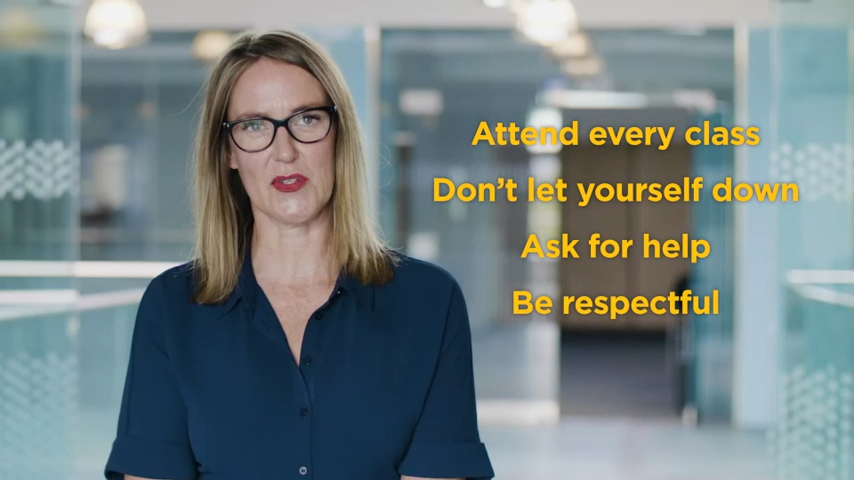 Attend every class
Don’t let yourself down
Ask for help
Be respectful